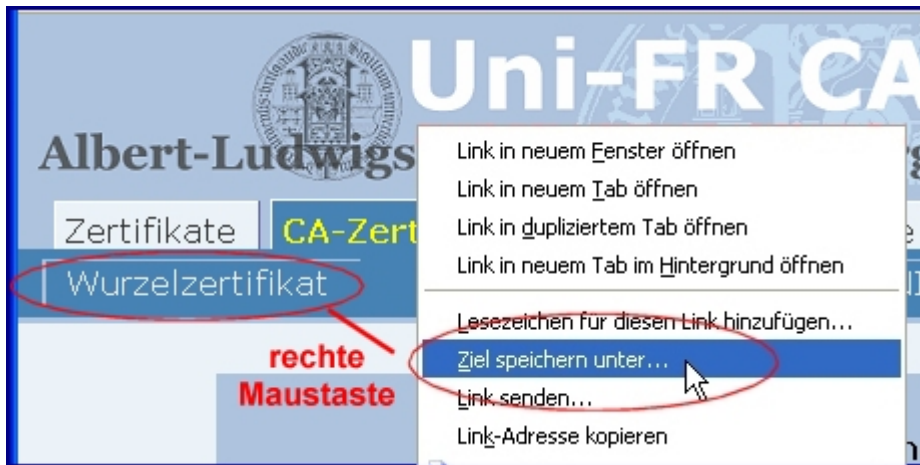 Uni-FR CA
Albert-Ludwigs
Zertifikate CA-Zert
Wurzelzertifikat
Link in neuem Fenster öffnen
Link in neuem Tab öffnen
Link in dupliziertem Tab öffnen
Link in neuem Tab im Hintergrund öffnen
Lesezeichen für diesen Link hinzufügen...
Ziel speichern unter...
Link senden...
Link-Adresse kopieren
rechte
Maustaste